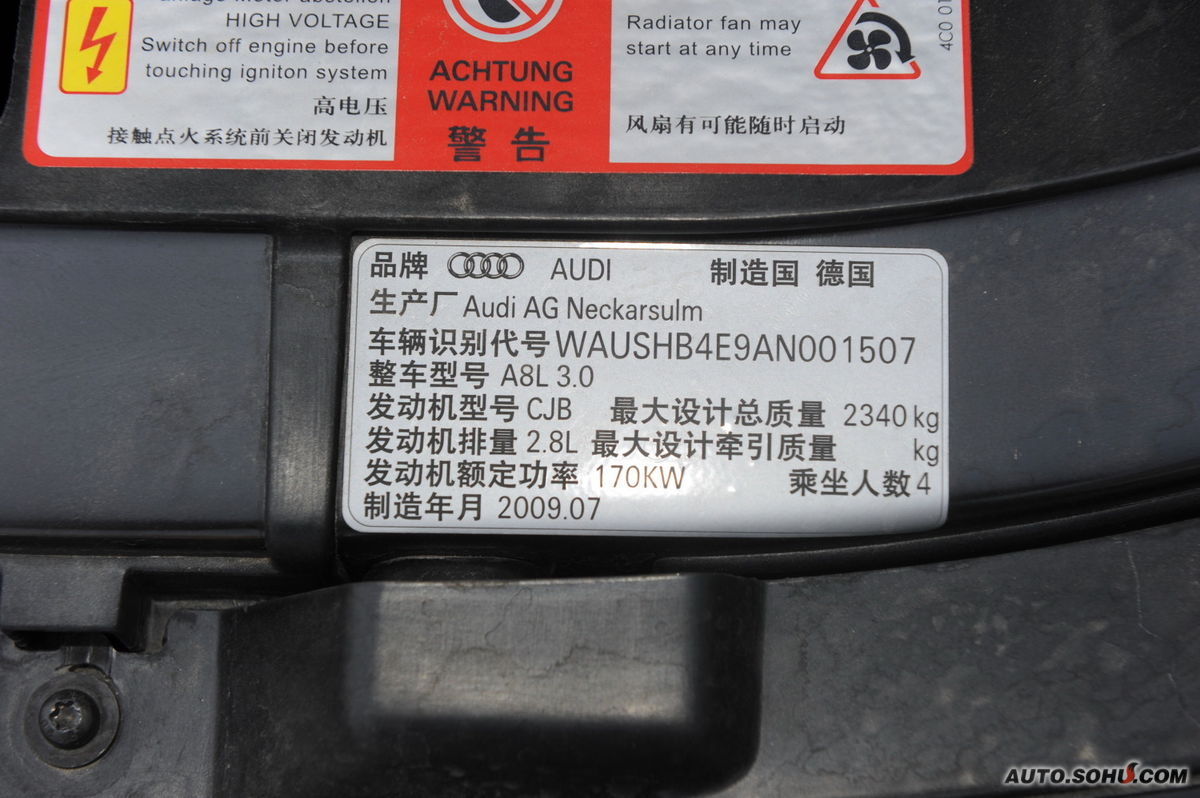 HIGH VOLTAGE
Switch off engine before
touching igniton system
高电压
接触点火系统前关闭发动机
ACHTUNG
WARNING
警告
Radiator fan may
start at any time
风扇有可能随时启动
4C0 01
品牌 AUDI 制造国 德国
生产厂 Audi AG Neckarsulm
车辆识别代号 WAUSHB4E9AN001507
整车型号 A8L 3.0
发动机型号 CJB 最大设计总质量 2340 kg
发动机排量 2.8L 最大设计牵引质量 kg
发动机额定功率 170KW 乘坐人数 4
制造年月 2009.07
AUTO.SOHU.COM